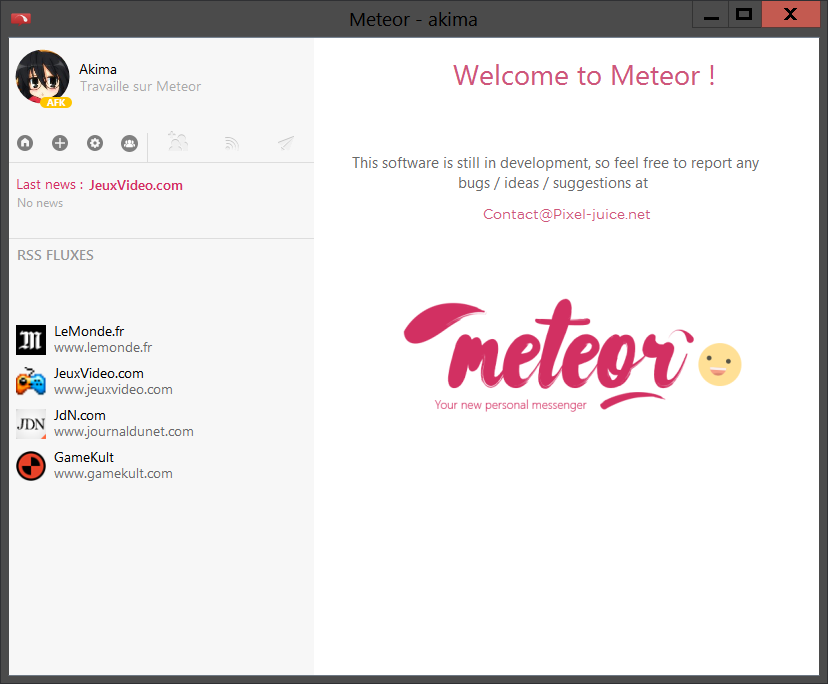 Meteor - akima
Akima
Travaille sur Meteor
AFK
Last news : JeuxVideo.com
No news
RSS FLUXES
LeMonde.fr
www.lemonde.fr
JeuxVideo.com
www.jeuxvideo.com
JDN
JdN.com
www.journaldunet.com
GameKult
www.gamekult.com
Welcome to Meteor !
This software is still in development, so feel free to report any
bugs / ideas / suggestions at
Contact@Pixel-juice.net
meteor
Your new personal messenger